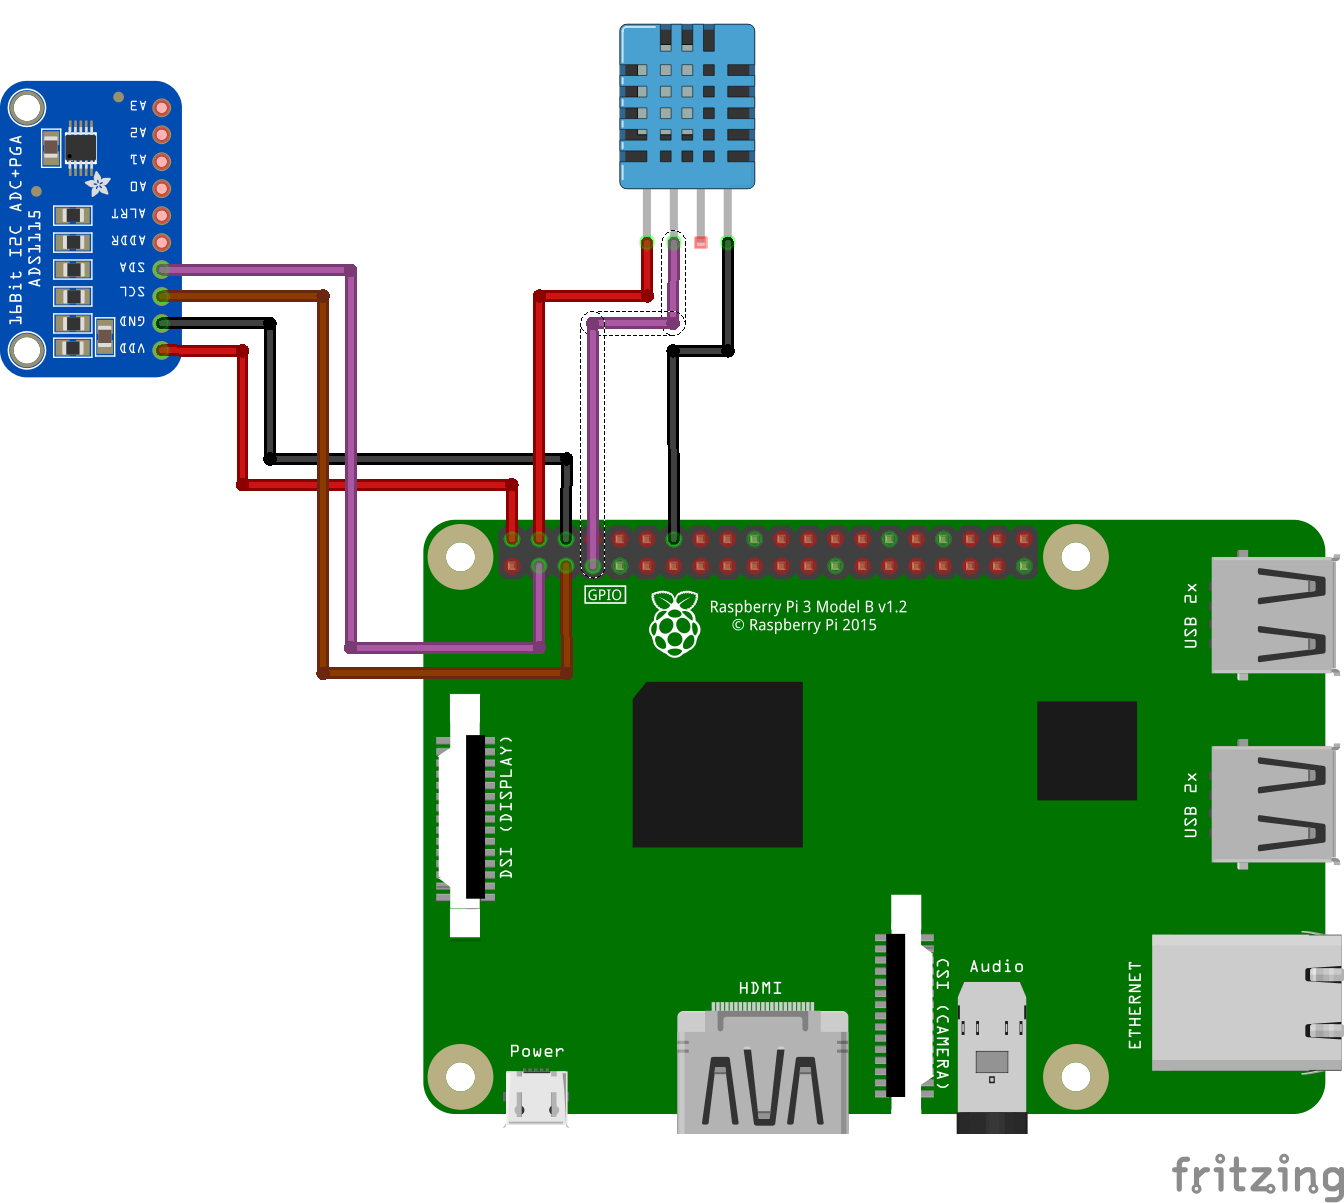 16Bit I2C ADC+PGA
ADS1115
A3
A2
A1
A0
ALRT
ADDR
SDA
SCL
GND
VDD
GPIO
Raspberry Pi 3 Model B v1.2
© Raspberry Pi 2015
USB 2x
USB 2x
DSI (DISPLAY)
ETHERNET
CSI (CAMERA)
Audio
HDMI
Power
fritzing